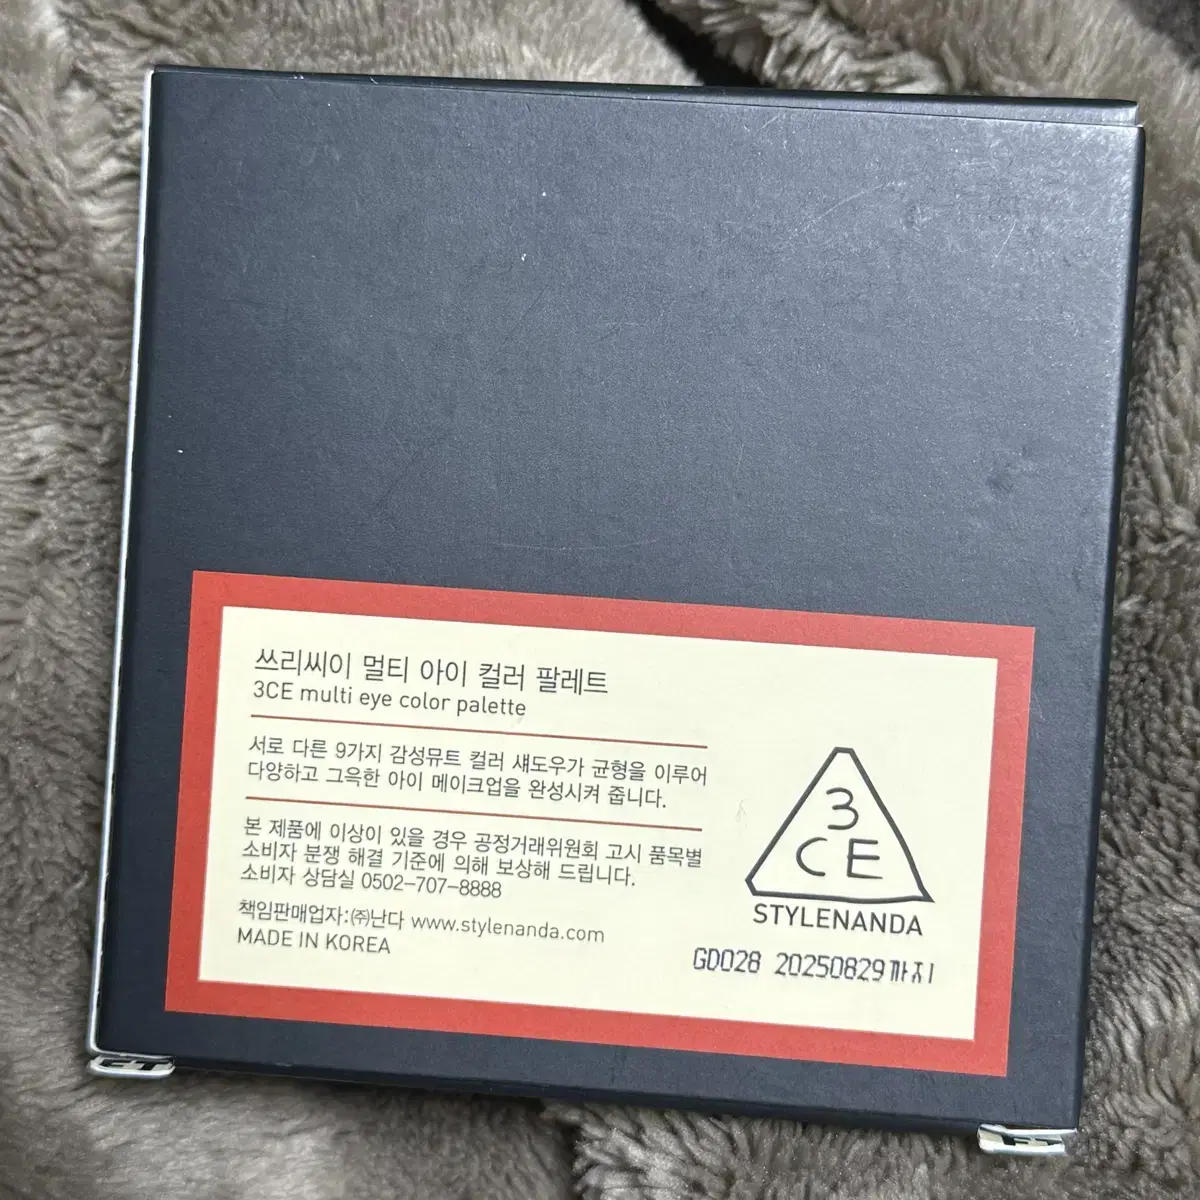 쓰리씨이 멀티 아이 컬러 팔레트
3CE multi eye color palette
서로 다른 9가지 감성뮤트 컬러 섀도우가 균형을 이루어
다양하고 그윽한 아이 메이크업을 완성시켜 줍니다.
본 제품에 이상이 있을 경우 공정거래위원회 고시 품목별
소비자 분쟁 해결 기준에 의해 보상해 드립니다.
소비자 상담실 0502-707-8888
책임판매업자:㈜난다 www.stylenanda.com
MADE IN KOREA
3
CE
STYLENANDA
GD028 20250829까지